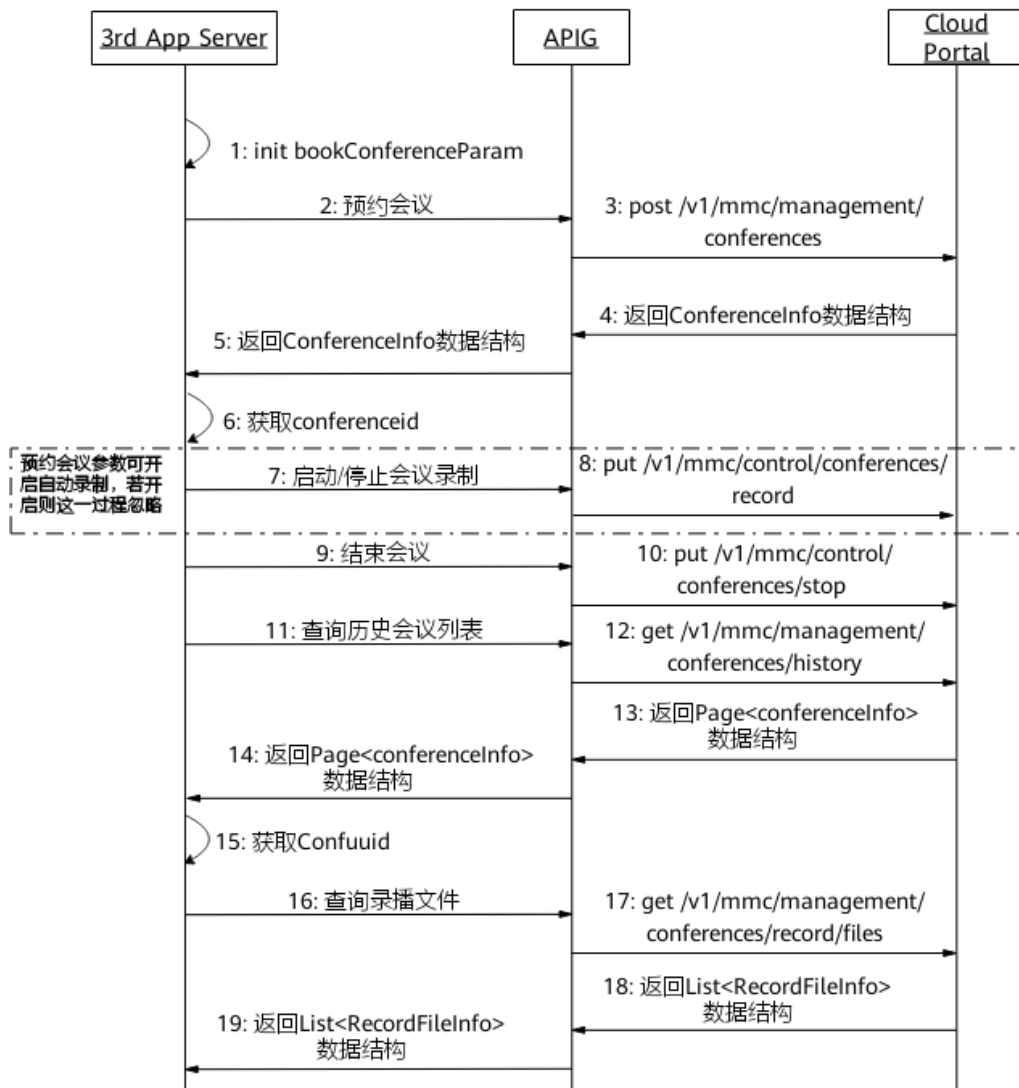 3rd App Server
APIG
Cloud
Portal
1: init bookConferenceParam
2: 预约会议
3: post /v1/mmc/management/
conferences
4: 返回ConferenceInfo数据结构
5: 返回ConferenceInfo数据结构
6: 获取conferenceid
预约会议参数可开
启自动录制，若开
启则这一过程忽略
7: 启动/停止会议录制
8: put /v1/mmc/control/conferences/
record
9: 结束会议
10: put /v1/mmc/control/
conferences/stop
11: 查询历史会议列表
12: get /v1/mmc/management/
conferences/history
13: 返回Page<conferenceInfo>
数据结构
14: 返回Page<conferenceInfo>
数据结构
15: 获取Confuuid
16: 查询录播文件
17: get /v1/mmc/management/
conferences/record/files
18: 返回List<RecordFileInfo>
数据结构
19: 返回List<RecordFileInfo>
数据结构